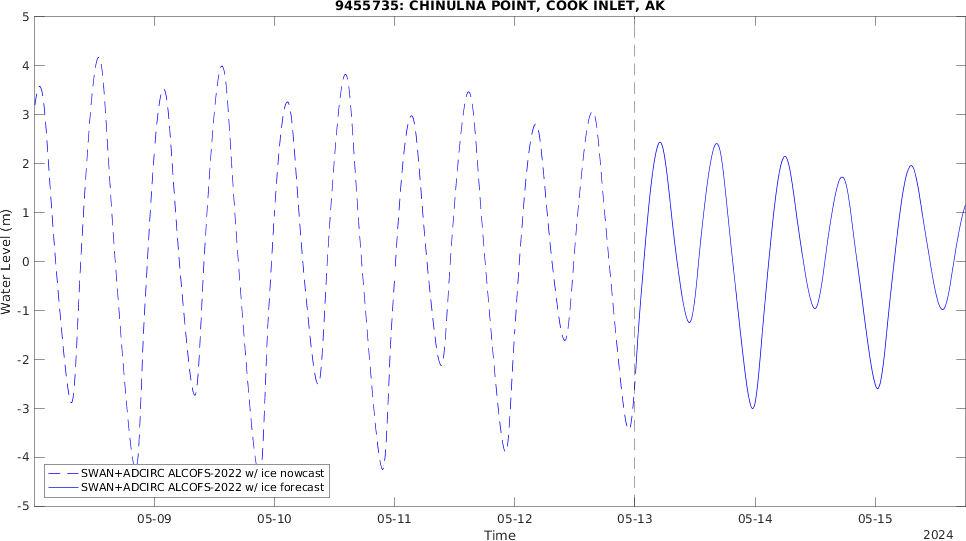 9455735: CHINULNA POINT, COOK INLET, AK
Water Level (m)
5
4
3
2
1
0
-1
-2
-3
-4
-5
SWAN+ADCIRC ALCOFS-2022 w/ ice nowcast
SWAN+ADCIRC ALCOFS-2022 w/ ice forecast
05-09 05-10 05-11 05-12 05-13 05-14 05-15
Time
2024